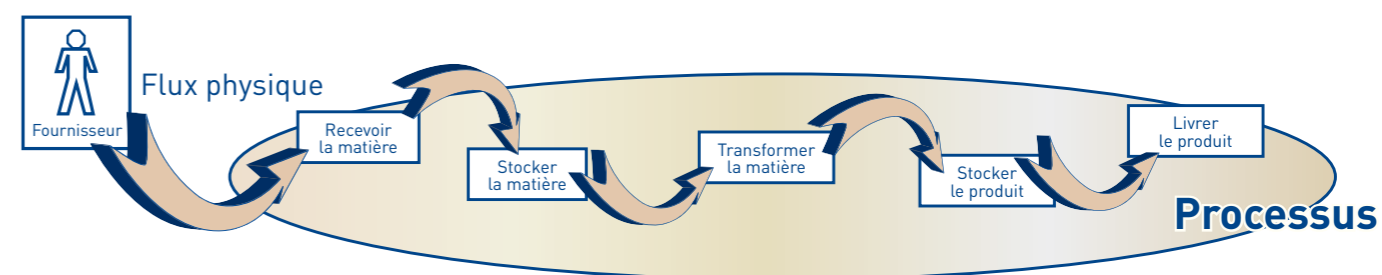 Flux physique
Fournisseur
Recevoir
la matière
Stocker
la matière
Transformer
la matière
Stocker
le produit
Livrer
le produit
Processus